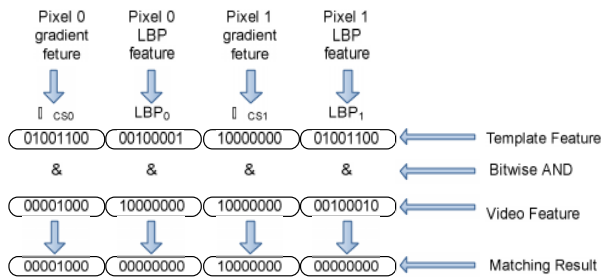 Pixel 0 gradient feture
Pixel 0 LBP feature
Pixel 1 gradient feture
Pixel 1 LBP feature
CS0
LBP0
CS1
LBP1
01001100 00100001 10000000 01001100 Template Feature
& & & & Bitwise AND
00001000 10000000 10000000 00100010 Video Feature
00001000 00000000 10000000 00000000 Matching Result